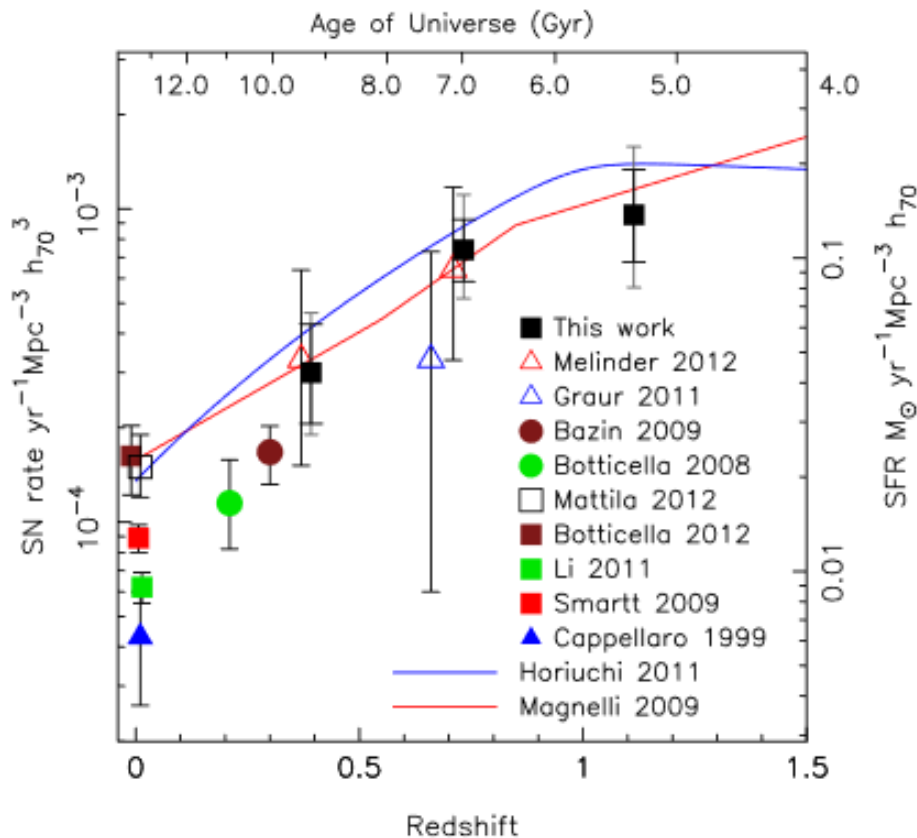 Age of Universe (Gyr)
12.0 10.0 8.0 7.0 6.0 5.0 4.0
SN rate yr⁻¹Mpc⁻³ h₇₀³
10⁻³
10⁻⁴
SFR M⊙ yr⁻¹Mpc⁻³ h₇₀
0.1
0.01
This work
Melinder 2012
Graur 2011
Bazin 2009
Botticella 2008
Mattila 2012
Botticella 2012
Li 2011
Smartt 2009
Cappellaro 1999
Horiuchi 2011
Magnelli 2009
0 0.5 1 1.5
Redshift